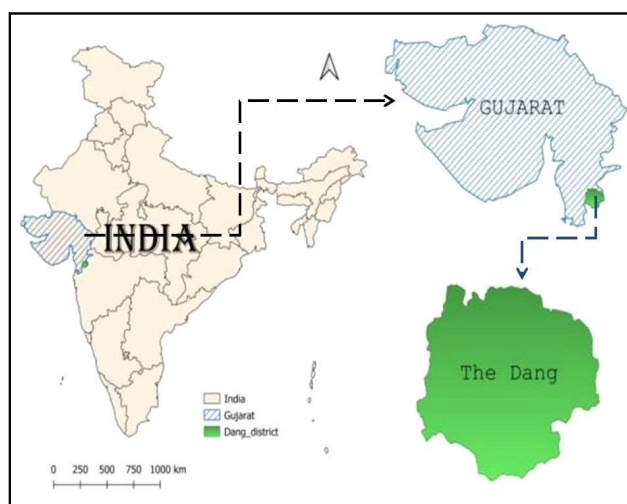 GUJARAT
INDIA
The Dang
India
Gujarat
Dang_district
0 250 500 750 1000 km